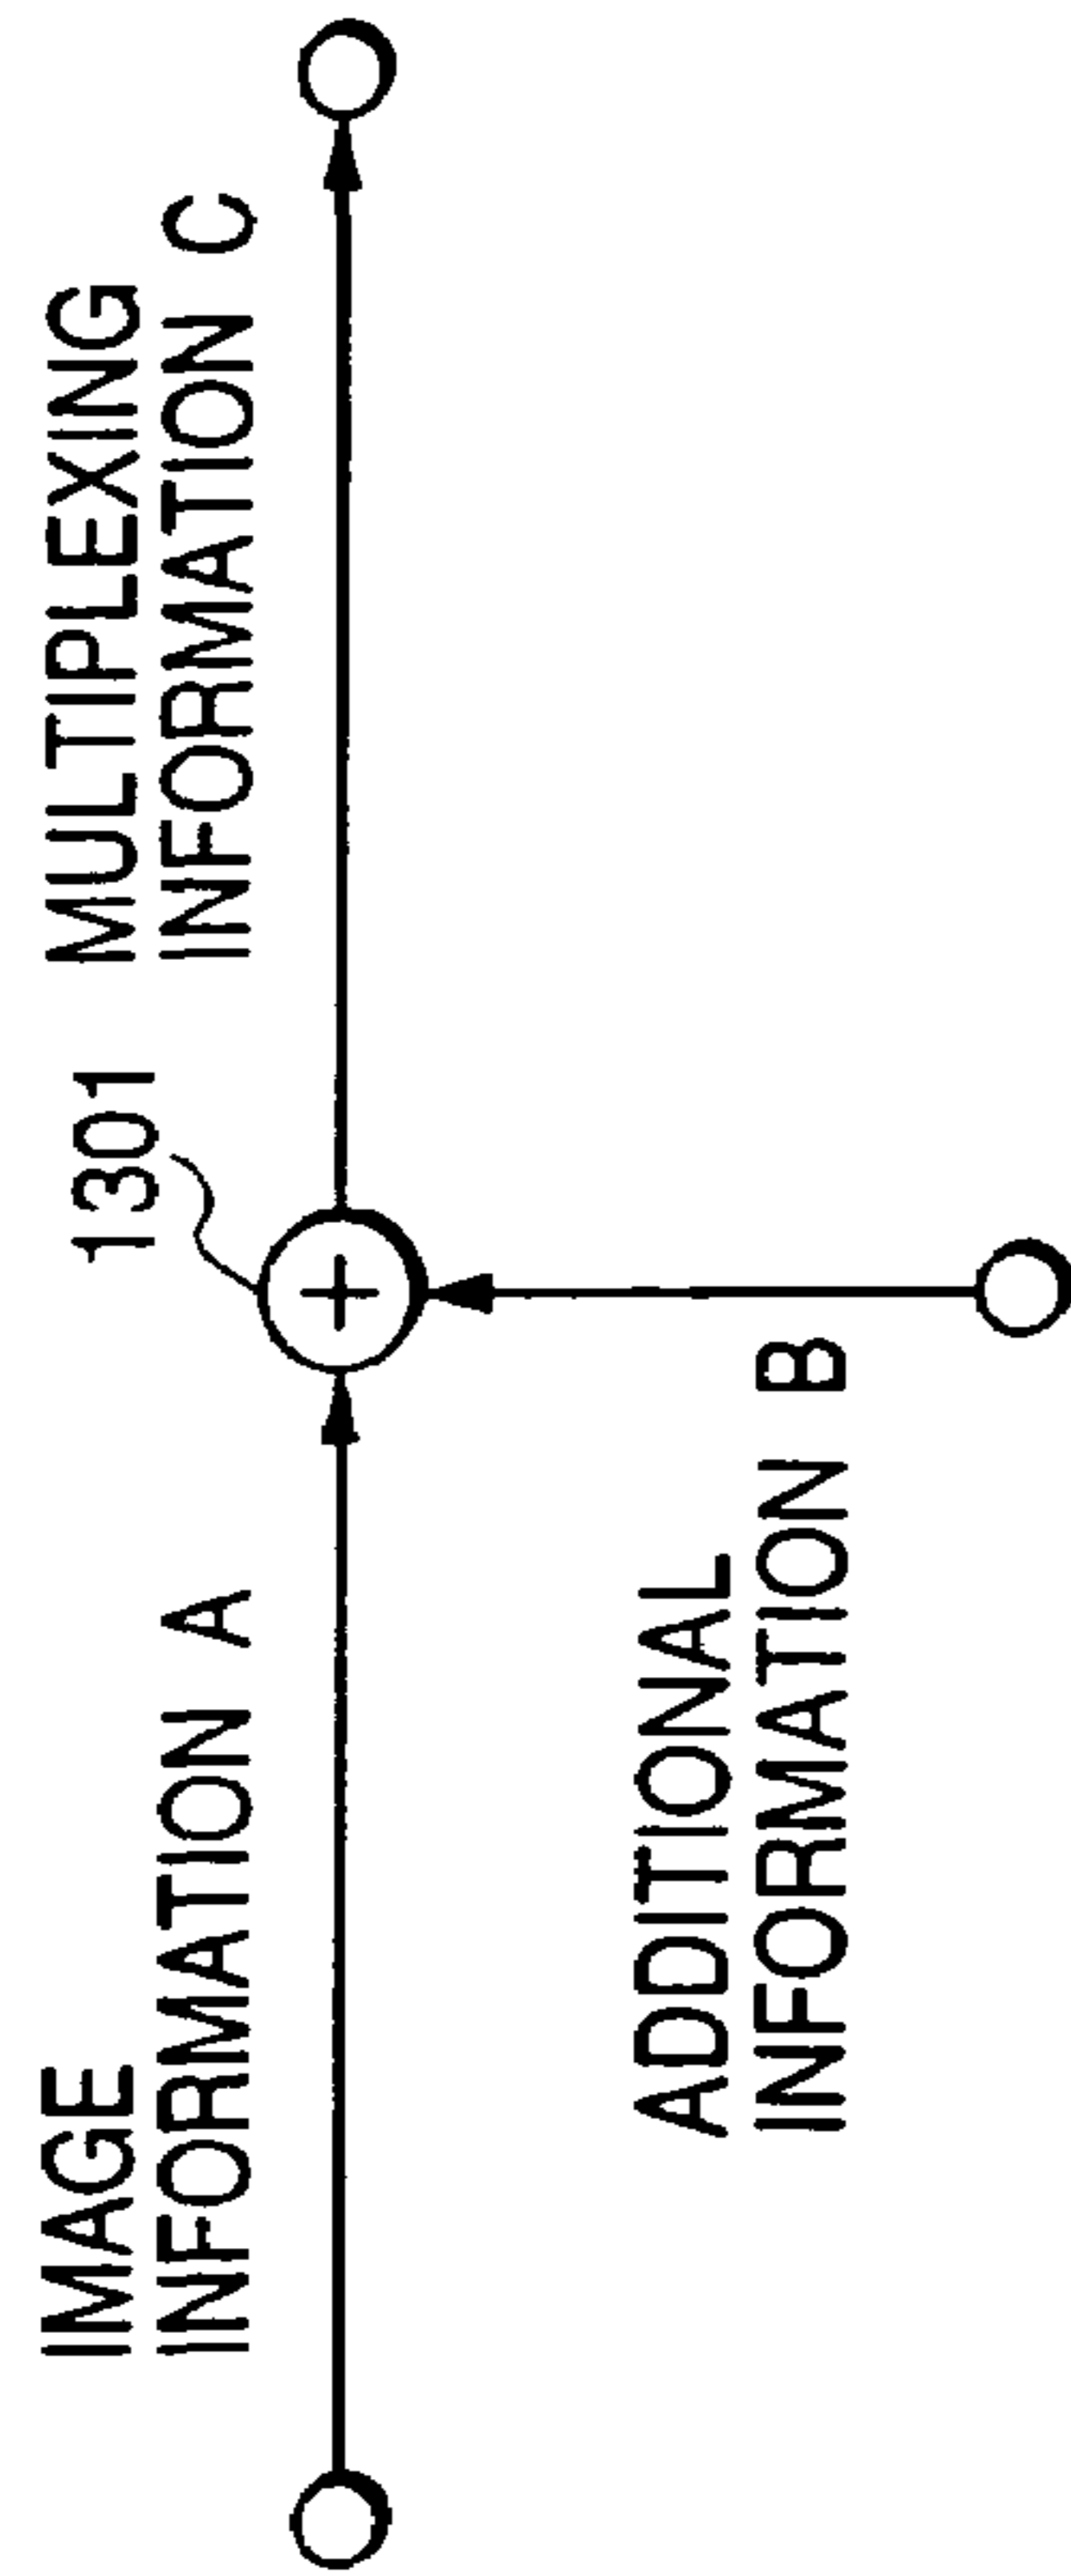 IMAGE
INFORMATION A
1301
MULTIPLEXING
INFORMATION C
ADDITIONAL
INFORMATION B